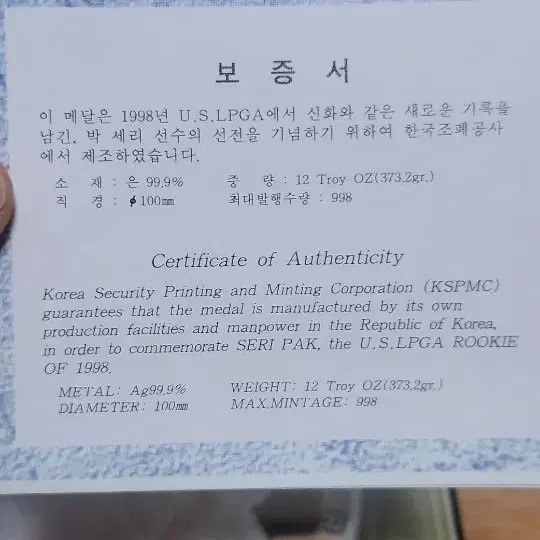 보 증 서
이 메달은 1998년 U.S.LPGA에서 신화와 같은 새로운 기록을
남긴, 박 세리 선수의 선전을 기념하기 위하여 한국조폐공사
에서 제조하였습니다.
소 재 : 은 99.9% 중 량 : 12 Troy OZ(373.2gr.)
직 경 : ϕ100㎜ 최대발행수량 : 998
Certificate of Authenticity
Korea Security Printing and Minting Corporation (KSPMC)
guarantees that the medal is manufactured by its own
production facilities and manpower in the Republic of Korea,
in order to commemorate SERI PAK, the U.S.LPGA ROOKIE
OF 1998.
METAL: Ag99.9% WEIGHT: 12 Troy OZ(373.2gr.)
DIAMETER: 100㎜ MAX.MINTAGE: 998